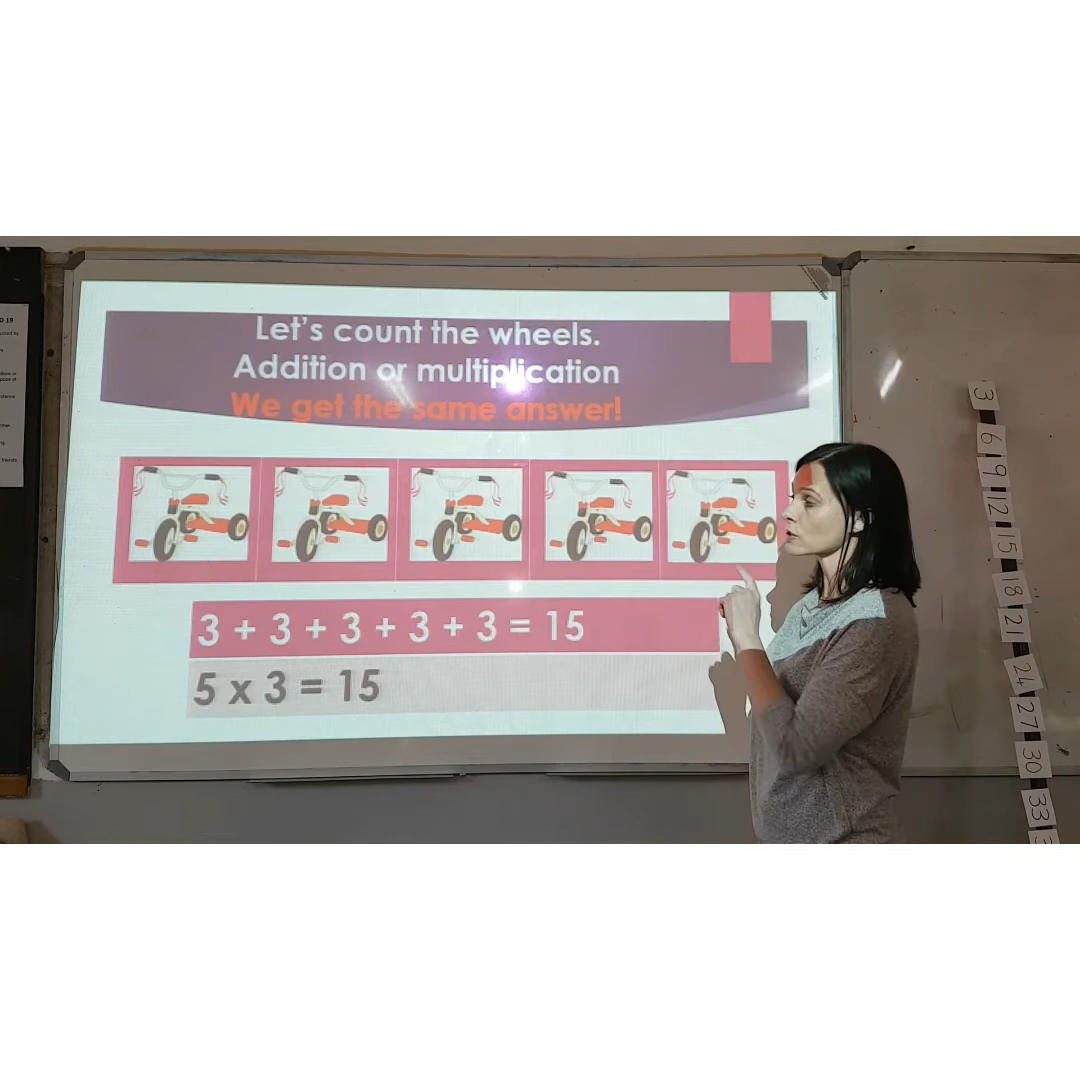 Let's count the wheels.
Addition or multiplication
We get the same answer!
3 + 3 + 3 + 3 + 3 = 15
5 x 3 = 15
3
6
9
12
15
18
21
24
27
30
33